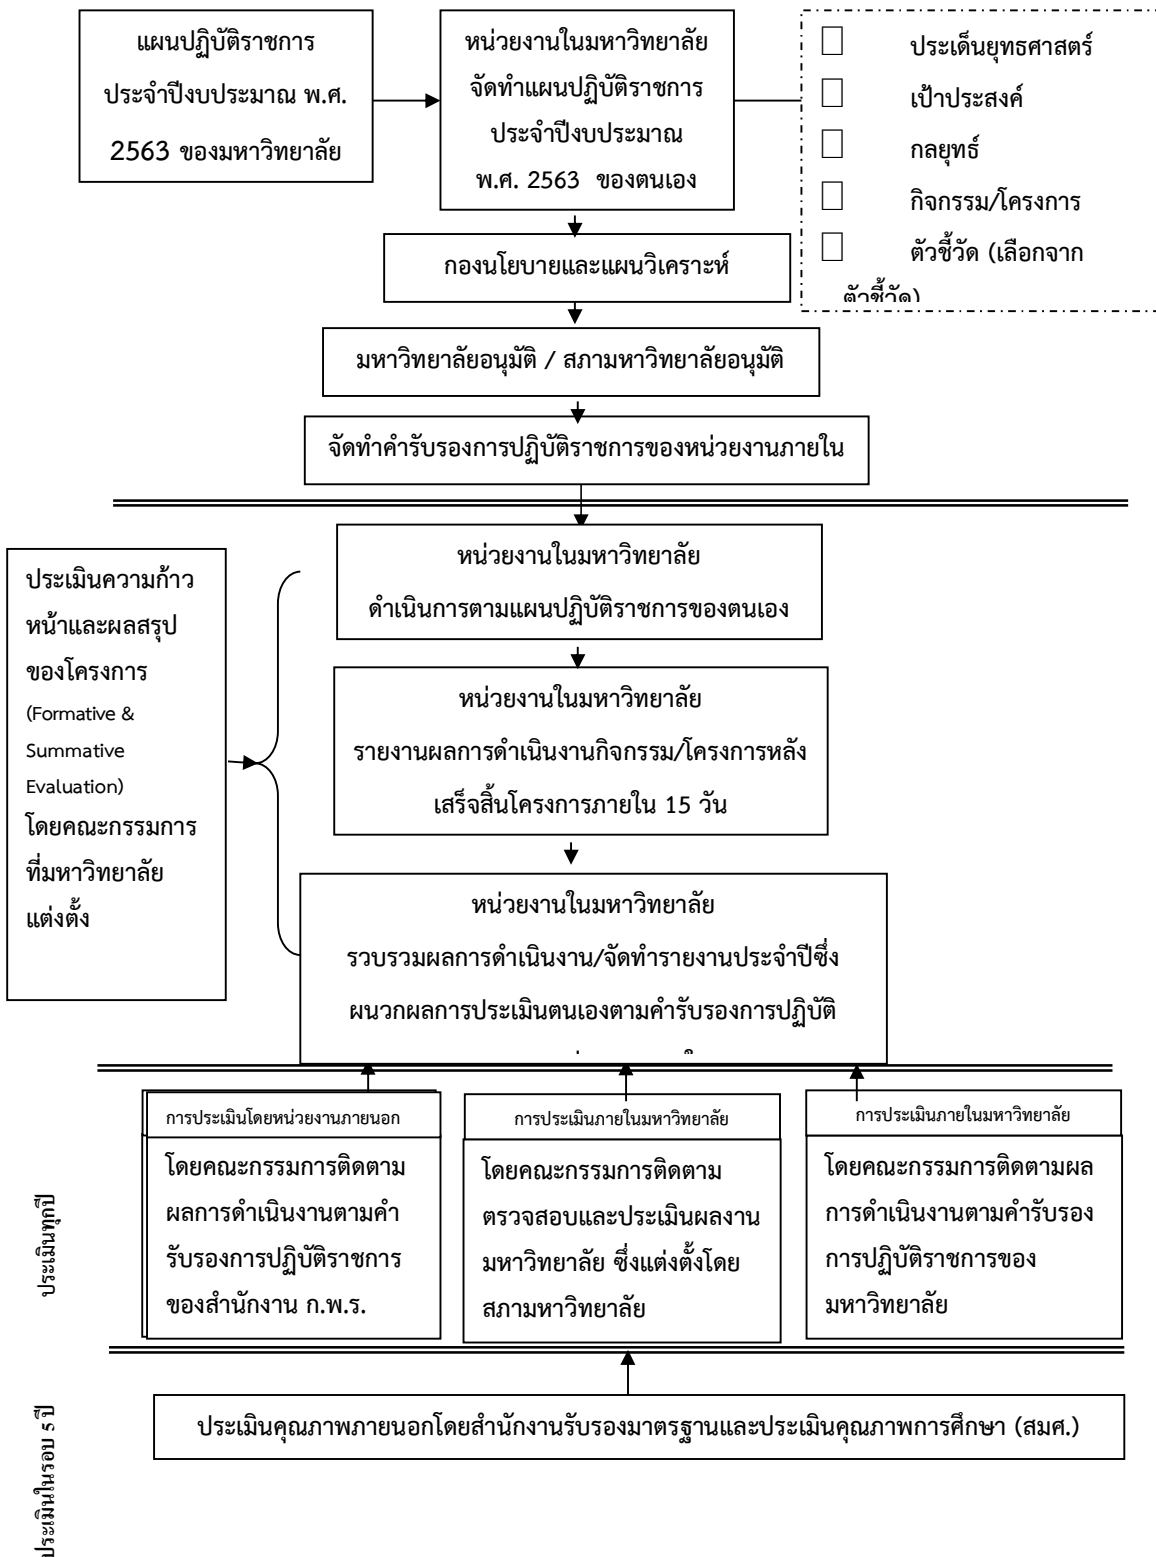 แผนปฏิบัติราชการ
ประจำปีงบประมาณ พ.ศ.
2563 ของมหาวิทยาลัย
หน่วยงานในมหาวิทยาลัย
จัดทำแผนปฏิบัติราชการ
ประจำปีงบประมาณ
พ.ศ. 2563 ของตนเอง
ประเด็นยุทธศาสตร์
เป้าประสงค์
กลยุทธ์
กิจกรรม/โครงการ
ตัวชี้วัด (เลือกจาก
ตัวชี้วัด)
กองนโยบายและแผนวิเคราะห์
มหาวิทยาลัยอนุมัติ / สภามหาวิทยาลัยอนุมัติ
จัดทำคำรับรองการปฏิบัติราชการของหน่วยงานภายใน
ประเมินความก้าว
หน้าและผลสรุป
ของโครงการ
(Formative &
Summative
Evaluation)
โดยคณะกรรมการ
ที่มหาวิทยาลัย
แต่งตั้ง
หน่วยงานในมหาวิทยาลัย
ดำเนินการตามแผนปฏิบัติราชการของตนเอง
หน่วยงานในมหาวิทยาลัย
รายงานผลการดำเนินงานกิจกรรม/โครงการหลัง
เสร็จสิ้นโครงการภายใน 15 วัน
หน่วยงานในมหาวิทยาลัย
รวบรวมผลการดำเนินงาน/จัดทำรายงานประจำปีซึ่ง
ผนวกผลการประเมินตนเองตามคำรับรองการปฏิบัติ
ประเมินทุกปี
การประเมินโดยหน่วยงานภายนอก
โดยคณะกรรมการติดตาม
ผลการดำเนินงานตามคำ
รับรองการปฏิบัติราชการ
ของสำนักงาน ก.พ.ร.
การประเมินภายในมหาวิทยาลัย
โดยคณะกรรมการติดตาม
ตรวจสอบและประเมินผลงาน
มหาวิทยาลัย ซึ่งแต่งตั้งโดย
สภามหาวิทยาลัย
การประเมินภายในมหาวิทยาลัย
โดยคณะกรรมการติดตามผล
การดำเนินงานตามคำรับรอง
การปฏิบัติราชการของ
มหาวิทยาลัย
ประเมินในรอบ 5 ปี
ประเมินคุณภาพภายนอกโดยสำนักงานรับรองมาตรฐานและประเมินคุณภาพการศึกษา (สมศ.)